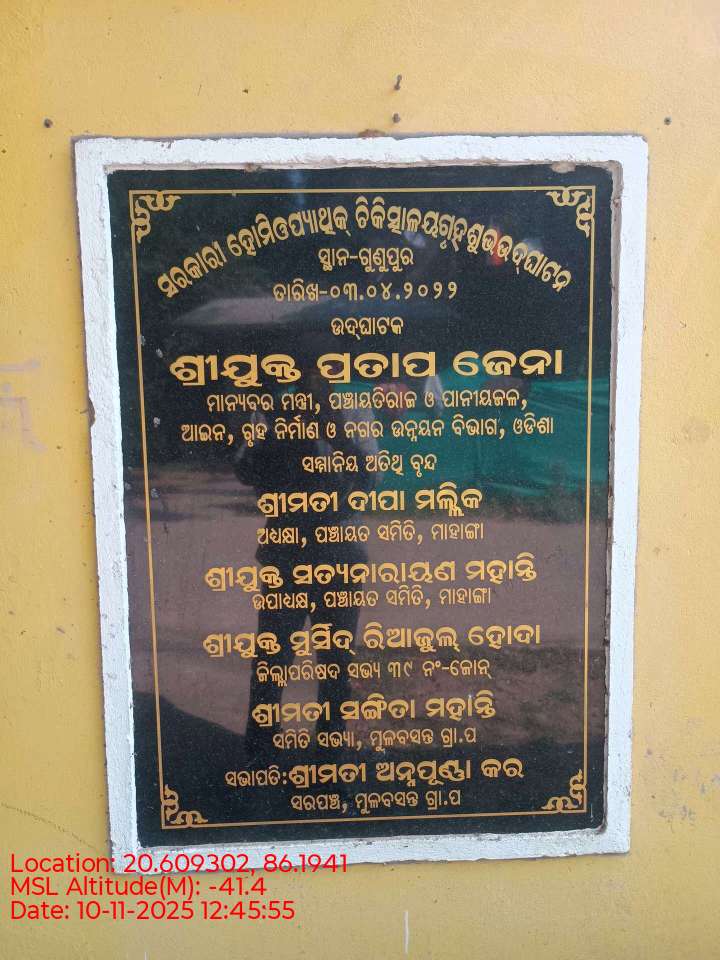 ସରକାରୀ ହୋମିଓପ୍ୟାଥିକ୍ ଚିକିତ୍ସାଳୟଗୃହଶୁଭଉଦ୍‌ଘାଟନ
ସ୍ଥାନ-ଗୁଣୁପୁର
ତାରିଖ-୦୩.୦୪.୨୦୨୨
ଉଦ୍‌ଘାଟକ
ଶ୍ରୀଯୁକ୍ତ ପ୍ରତାପ ଜେନା
ମାନ୍ୟବର ମନ୍ତ୍ରୀ, ପଞ୍ଚାୟତିରାଜ ଓ ପାନୀୟଜଳ,
ଆଇନ, ଗୃହ ନିର୍ମାଣ ଓ ନଗର ଉନ୍ନୟନ ବିଭାଗ, ଓଡିଶା
ସମ୍ମାନିୟ ଅତିଥି ବୃନ୍ଦ
ଶ୍ରୀମତୀ ଦୀପା ମଲ୍ଲିକ
ଅଧ୍ୟକ୍ଷା, ପଞ୍ଚାୟତ ସମିତି, ମାହାଙ୍ଗା
ଶ୍ରୀଯୁକ୍ତ ସତ୍ୟନାରାୟଣ ମହାନ୍ତି
ଉପାଧ୍ୟକ୍ଷ, ପଞ୍ଚାୟତ ସମିତି, ମାହାଙ୍ଗା
ଶ୍ରୀଯୁକ୍ତ ମୁର୍ସିଦ୍ ରିଆଜୁଲ୍ ହୋଦା
ଜିଲ୍ଲାପରିଷଦ ସଭ୍ୟ ୩୯ ନଂ-ଜୋନ୍
ଶ୍ରୀମତୀ ସଙ୍ଗିତା ମହାନ୍ତି
ସମିତି ସଭ୍ୟା, ମୂଳବସନ୍ତ ଗ୍ରା.ପ
ସଭାପତି:ଶ୍ରୀମତୀ ଅନ୍ନପୂର୍ଣ୍ଣା କର
ସରପଞ୍ଚ, ମୂଳବସନ୍ତ ଗ୍ରା.ପ
Location: 20.609302, 86.1941
MSL Altitude(M): -41.4
Date: 10-11-2025 12:45:55